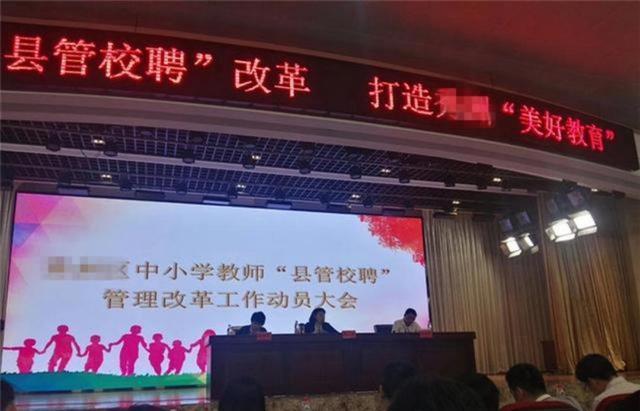 县管校聘”改革 打造 “美好教育”
区中小学教师“县管校聘”
管理改革工作动员大会